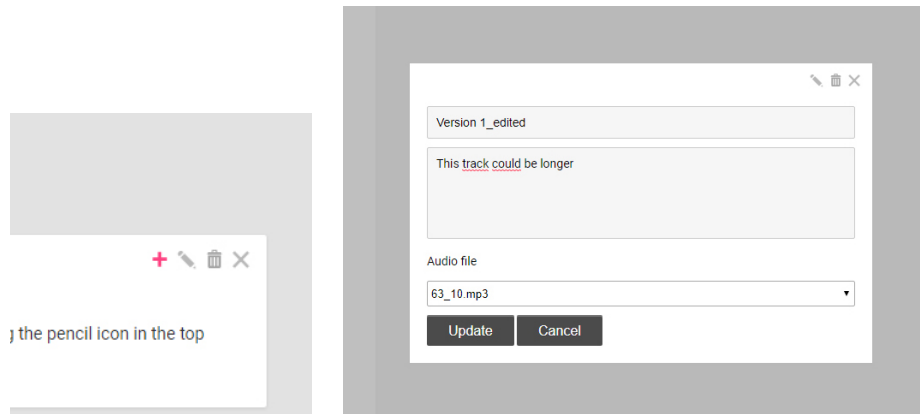 the pencil icon in the top
Version 1_edited
This track could be longer
Audio file
63_10.mp3
Update
Cancel